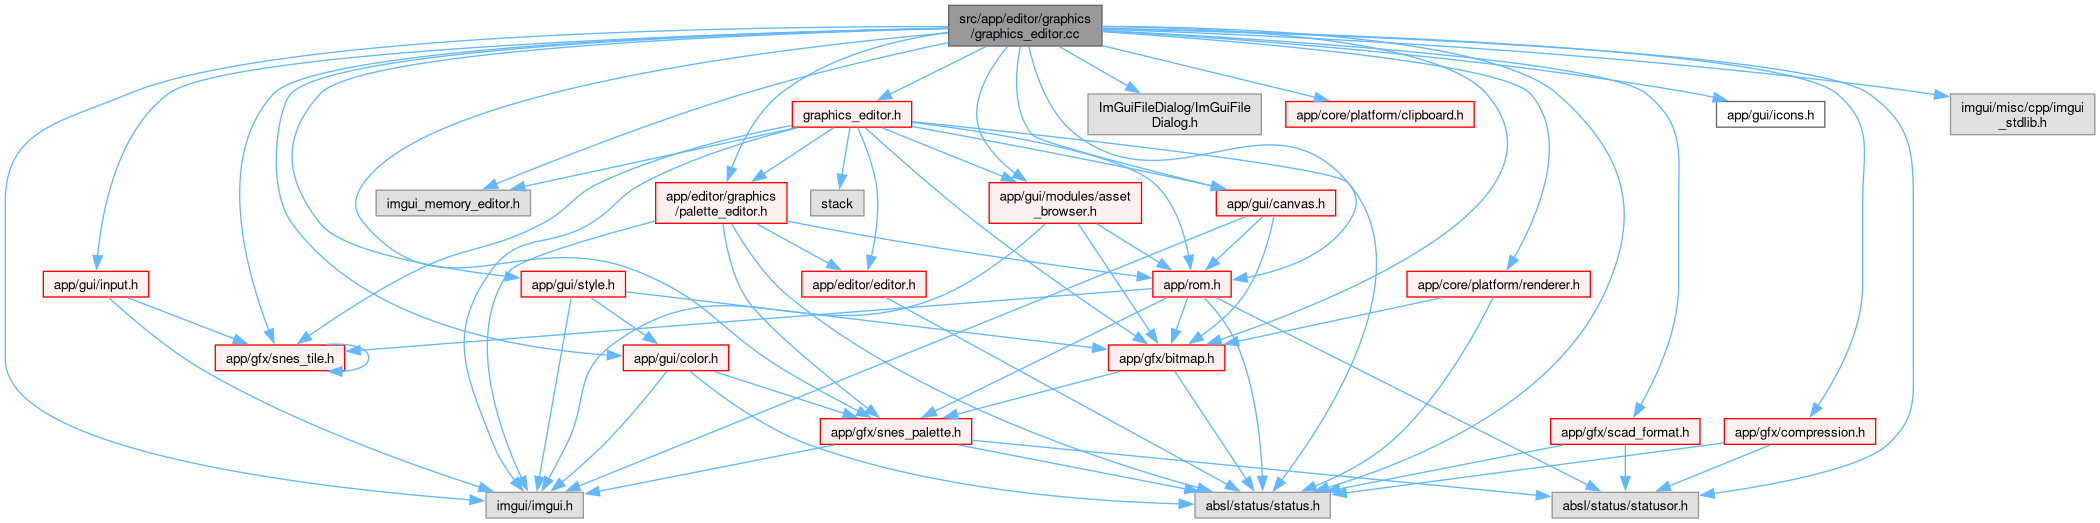 src/app/editor/graphics
/graphics_editor.cc
ImGuiFileDialog/ImGuiFile
Dialog.h
app/core/platform/clipboard.h
app/gui/icons.h
imgui/misc/cpp/imgui
_stdlib.h
graphics_editor.h
imgui_memory_editor.h
app/editor/graphics
/palette_editor.h
stack
app/gui/modules/asset
_browser.h
app/gui/canvas.h
app/gui/input.h
app/gui/style.h
app/editor/editor.h
app/rom.h
app/core/platform/renderer.h
app/gfx/snes_tile.h
app/gui/color.h
app/gfx/bitmap.h
app/gfx/snes_palette.h
app/gfx/scad_format.h
app/gfx/compression.h
imgui/imgui.h
absl/status/status.h
absl/status/statusor.h